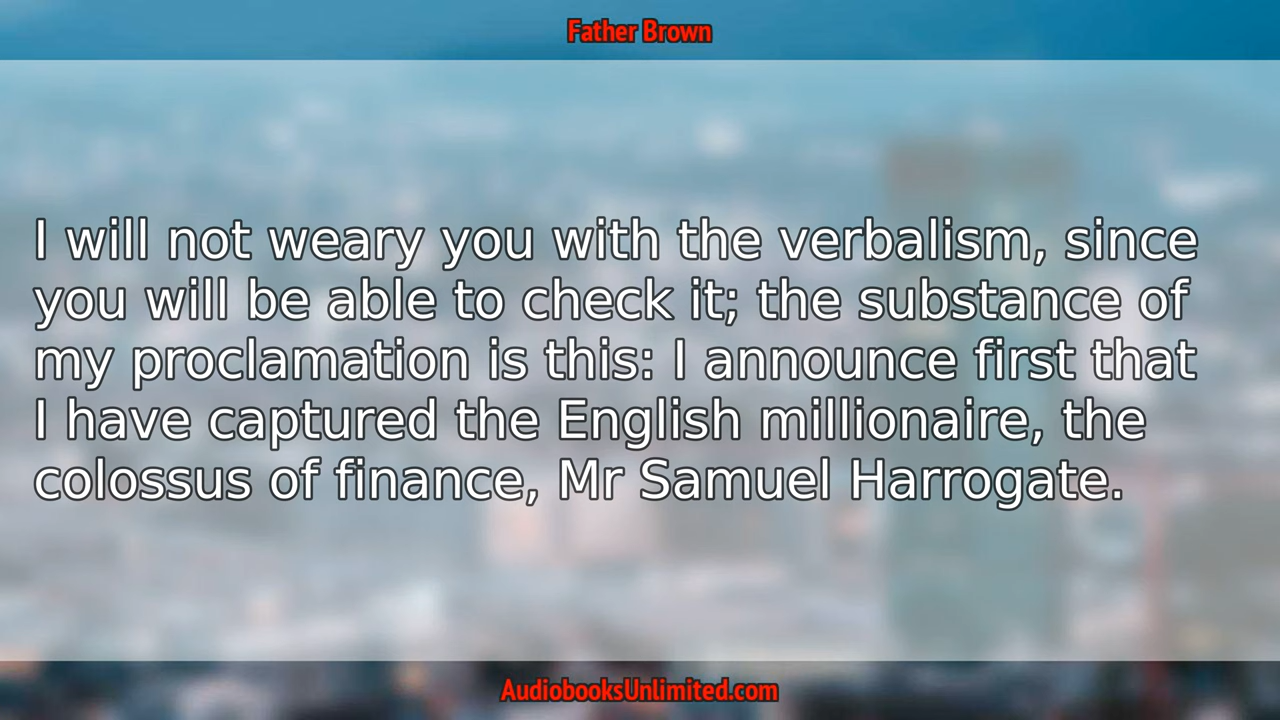 Father Brown
I will not weary you with the verbalism, since
you will be able to check it; the substance of
my proclamation is this: I announce first that
I have captured the English millionaire, the
colossus of finance, Mr Samuel Harrogate.
AudiobooksUnlimited.com